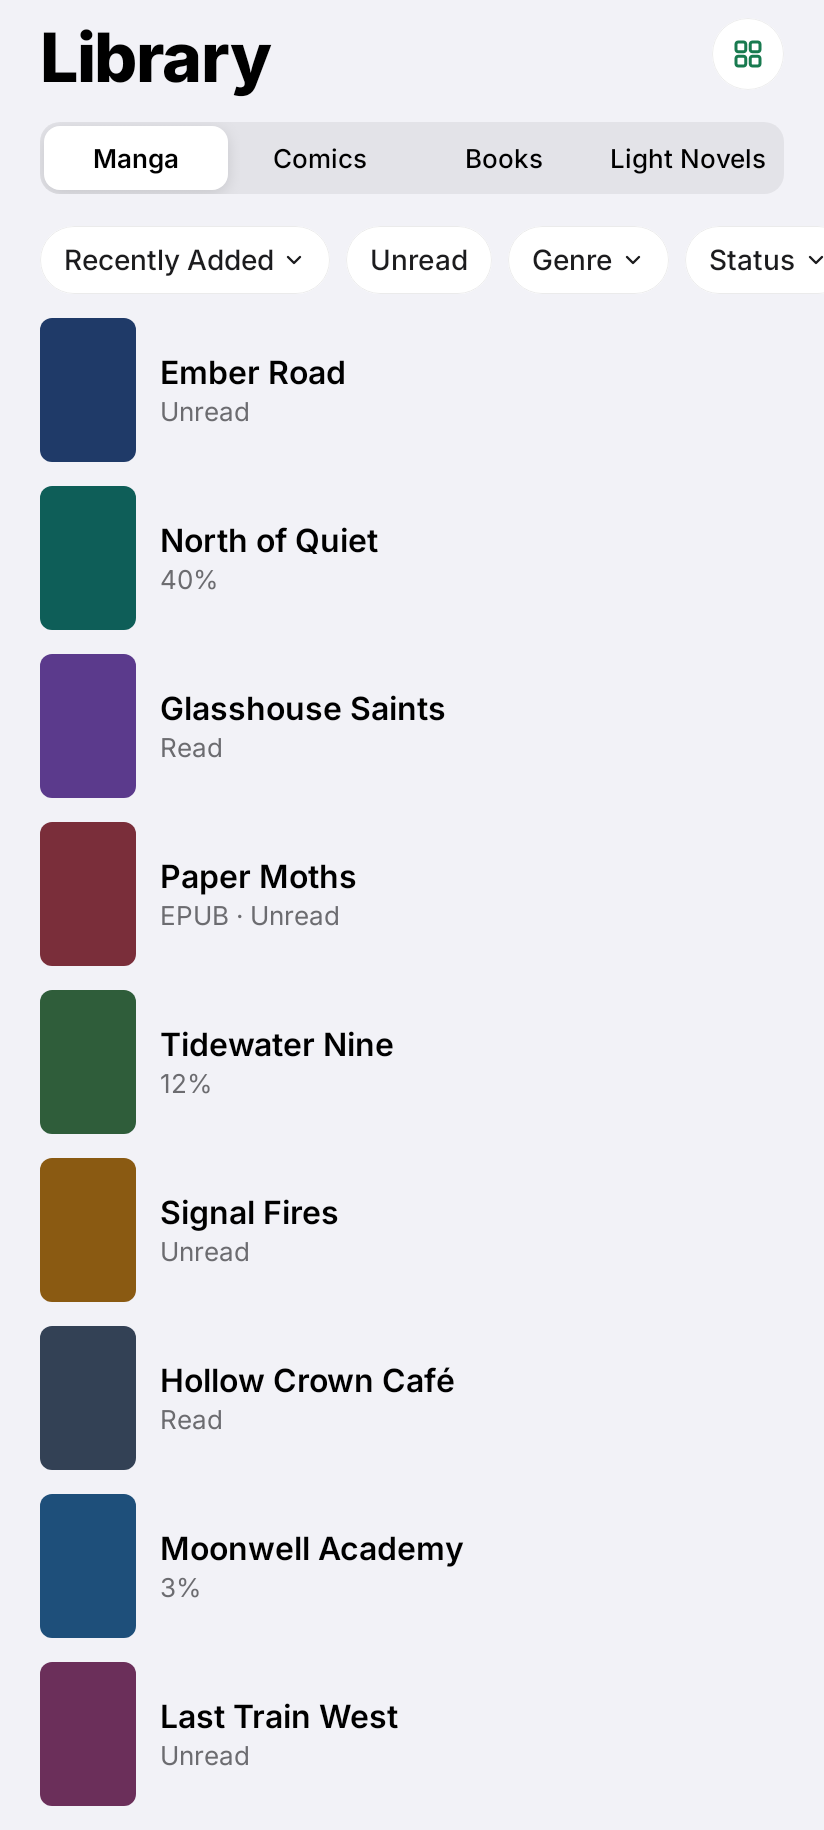 Library
Manga
Comics
Books
Light Novels
Recently Added
Unread
Genre
Status
Ember Road
Unread
North of Quiet
40%
Glasshouse Saints
Read
Paper Moths
EPUB · Unread
Tidewater Nine
12%
Signal Fires
Unread
Hollow Crown Café
Read
Moonwell Academy
3%
Last Train West
Unread